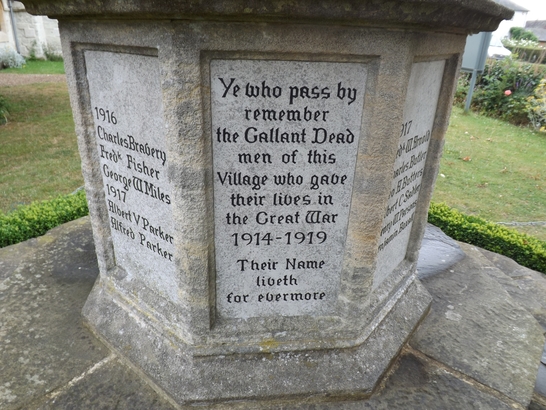 1916
Charles Bravery
Fredk Fisher
George W Miles
1917
Albert V Parker
Alfred Parker
Ye who pass by
remember
the Gallant Dead
men of this
Village who gave
their lives in
the Great War
1914-1919
Their Name
liveth
for evermore
1917